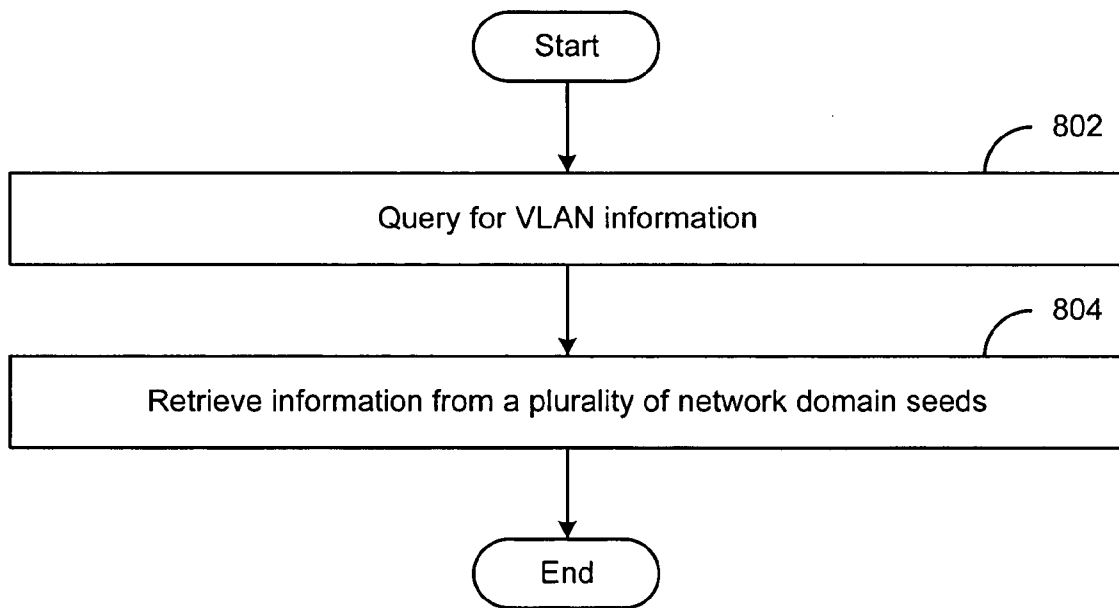 Start
802
Query for VLAN information
804
Retrieve information from a plurality of network domain seeds
End